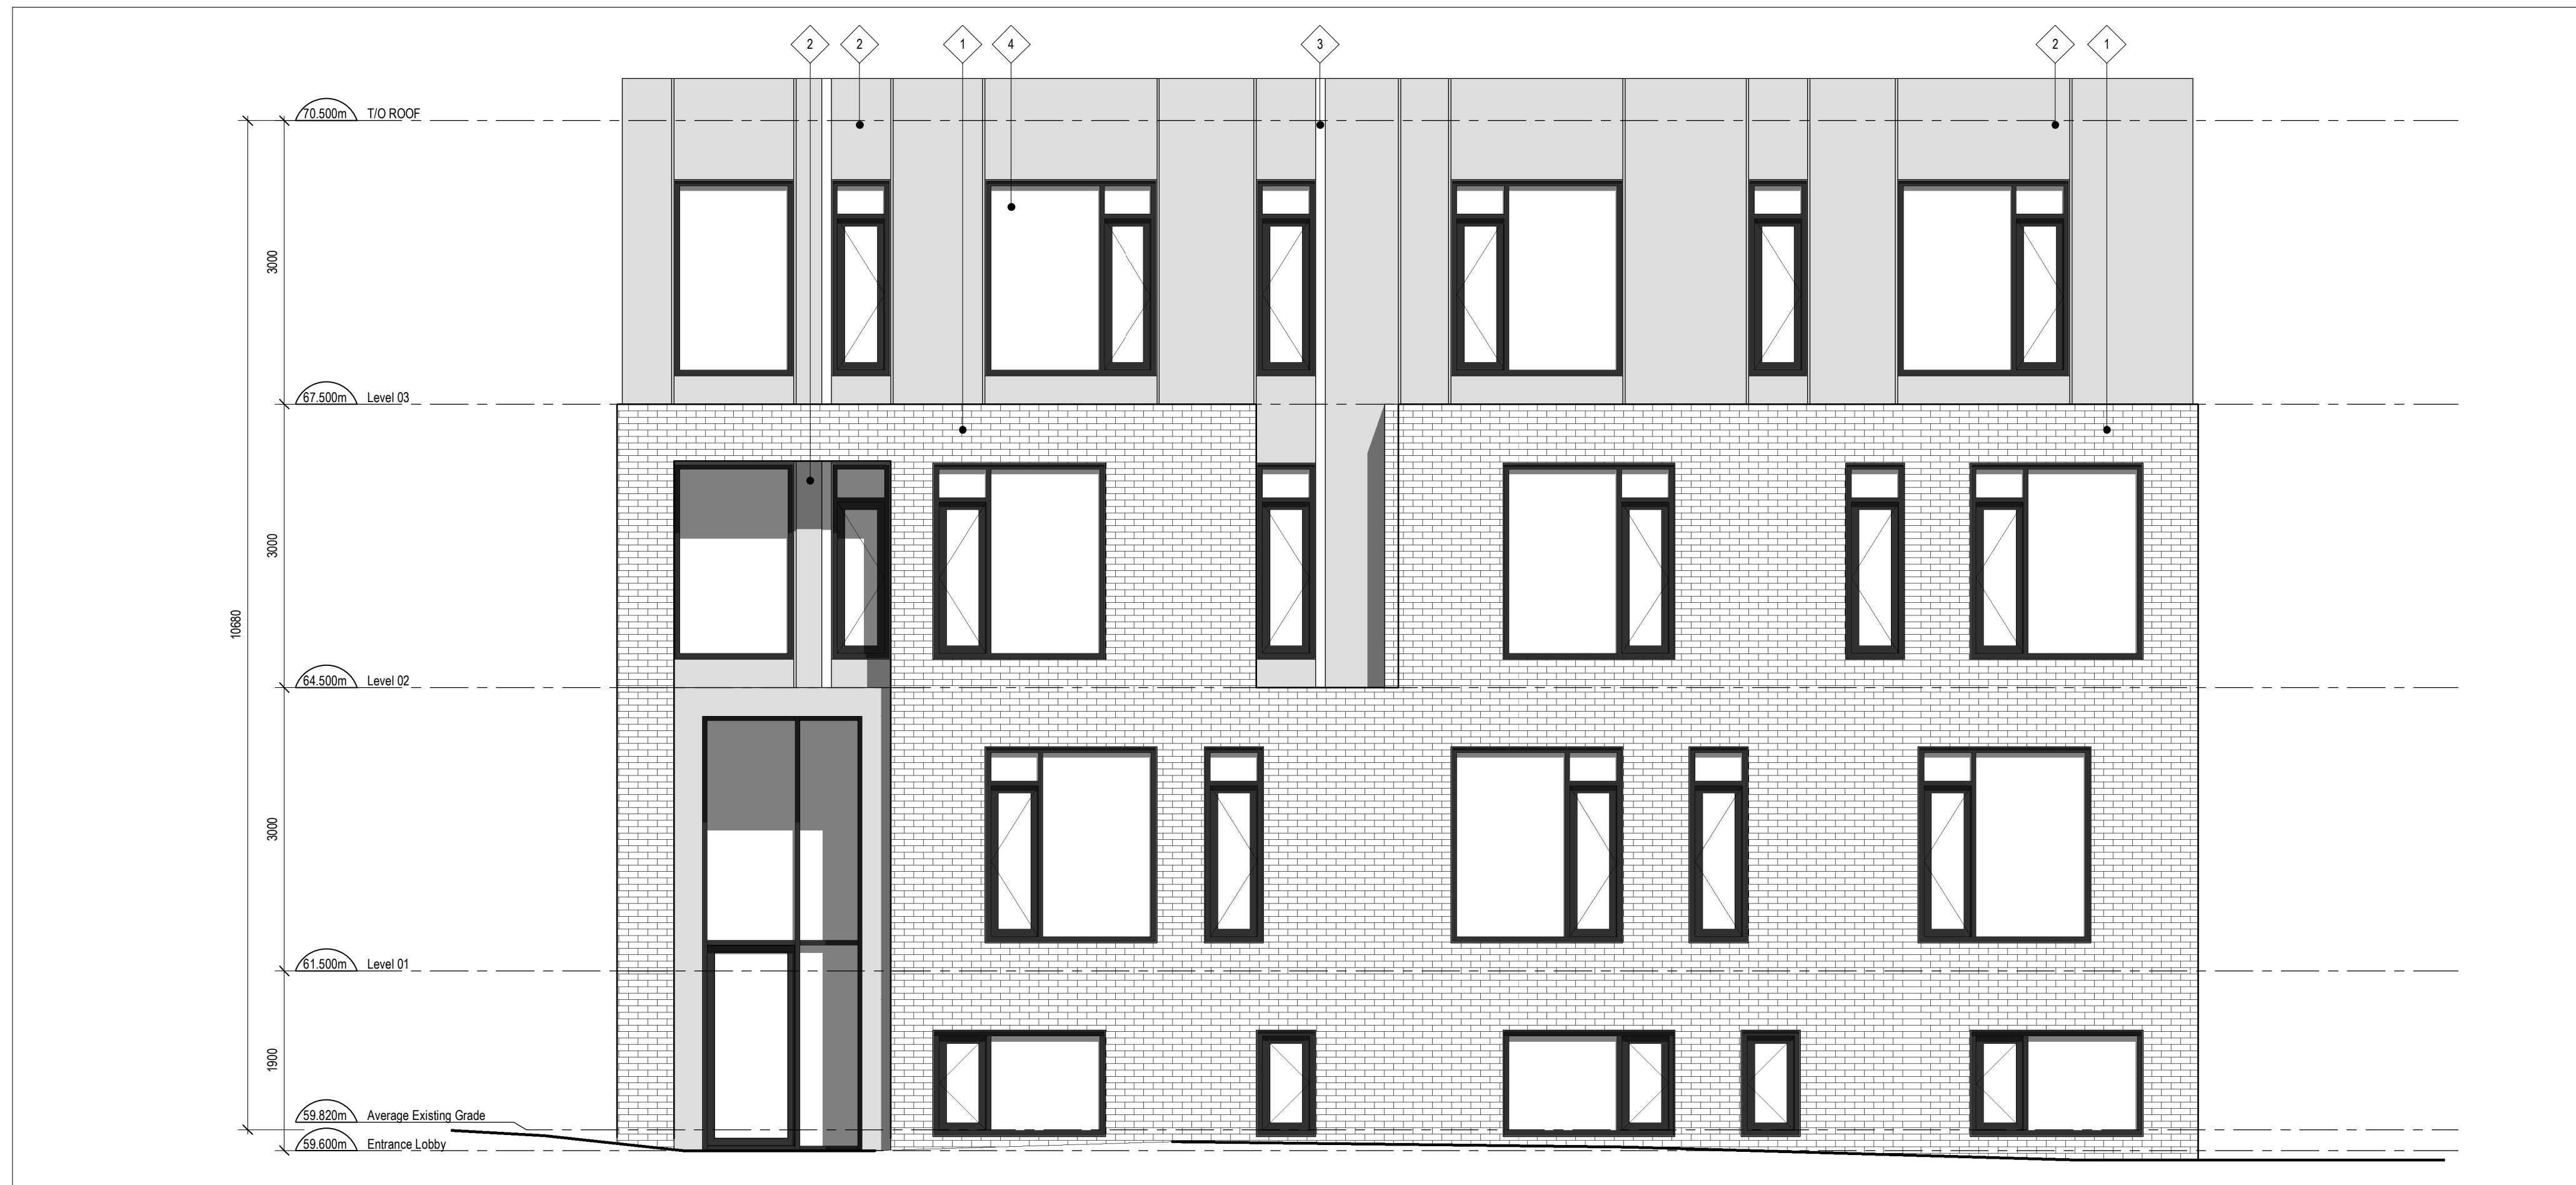 2 2 1 4 3 2 1
70.500m T/O ROOF
3000
67.500m Level 03
3000
10680
64.500m Level 02
3000
61.500m Level 01
1900
59.820m Average Existing Grade
59.600m Entrance Lobby